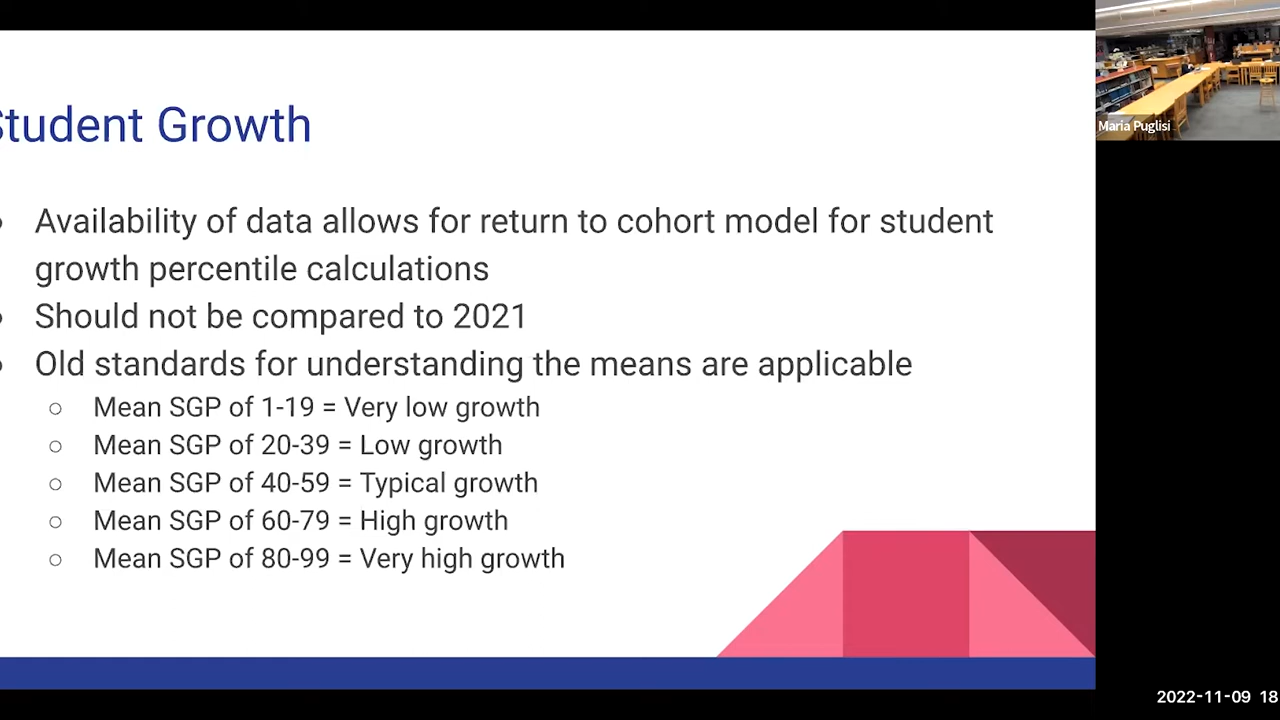 Student Growth
Availability of data allows for return to cohort model for student
growth percentile calculations
Should not be compared to 2021
Old standards for understanding the means are applicable
Mean SGP of 1-19 = Very low growth
Mean SGP of 20-39 = Low growth
Mean SGP of 40-59 = Typical growth
Mean SGP of 60-79 = High growth
Mean SGP of 80-99 = Very high growth
Maria Puglisi
2022-11-09 18